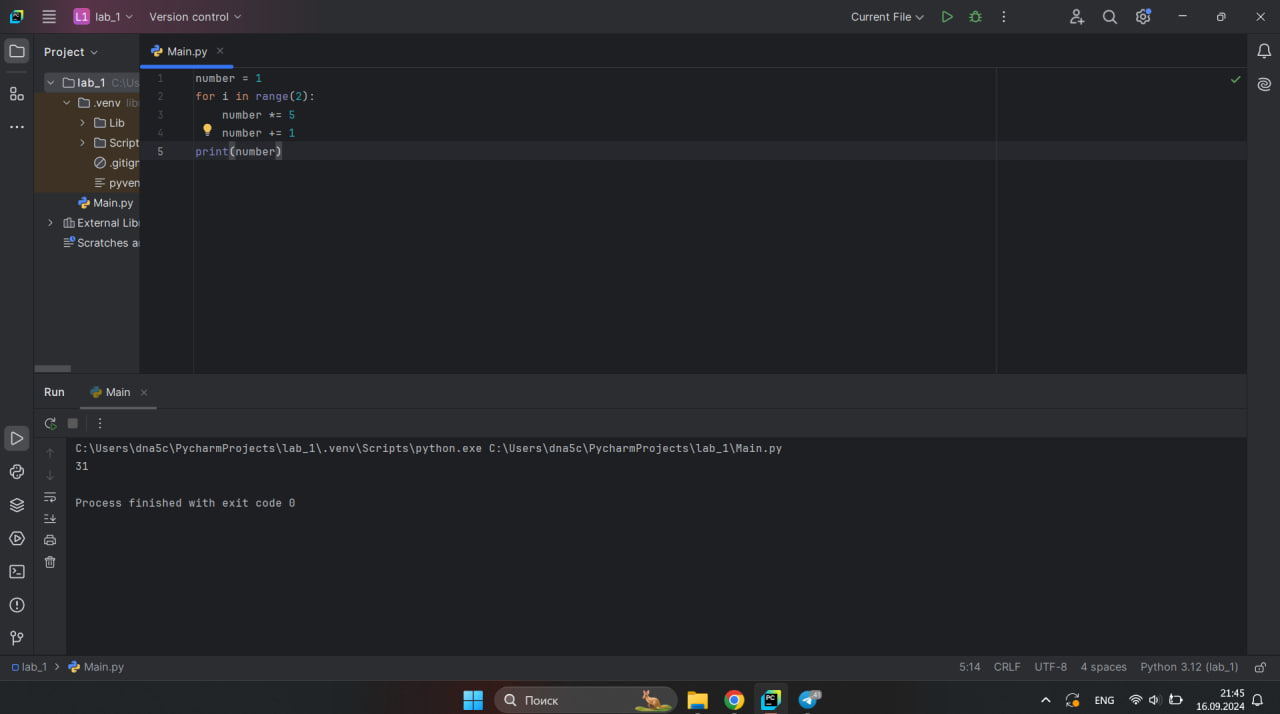 L1 lab_1 Version control Current File
Project Main.py
lab_1 C:\Us
.venv lib
Lib
Script
.gitign
pyven
Main.py
External Lib
Scratches a
1 number = 1
2 for i in range(2):
3 number *= 5
4 number += 1
5 print(number)
Run Main
C:\Users\dna5c\PycharmProjects\lab_1\.venv\Scripts\python.exe C:\Users\dna5c\PycharmProjects\lab_1\Main.py
31
Process finished with exit code 0
lab_1 > Main.py 5:14 CRLF UTF-8 4 spaces Python 3.12 (lab_1)
Поиск PC 41 ENG 21:45
16.09.2024